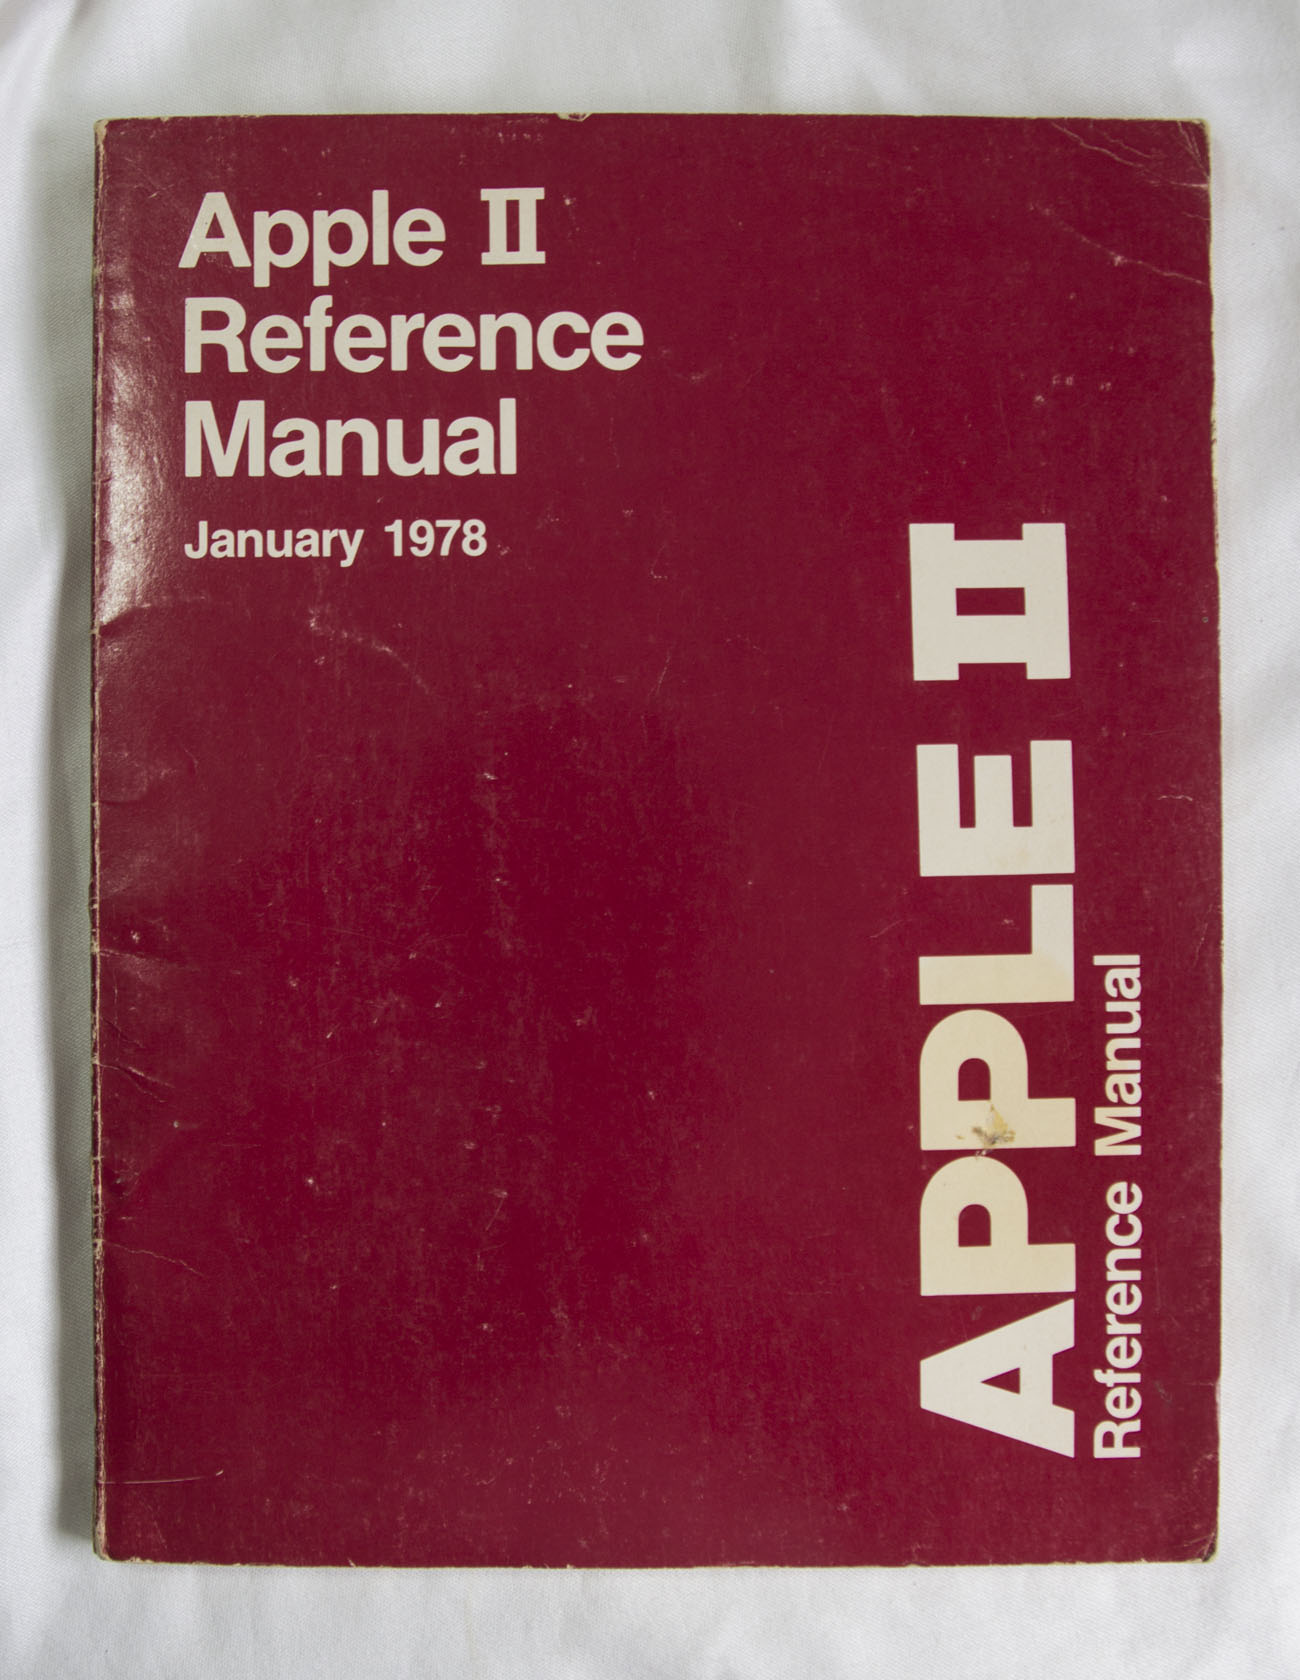 Apple II
Reference
Manual
January 1978
APPLE II
Reference Manual